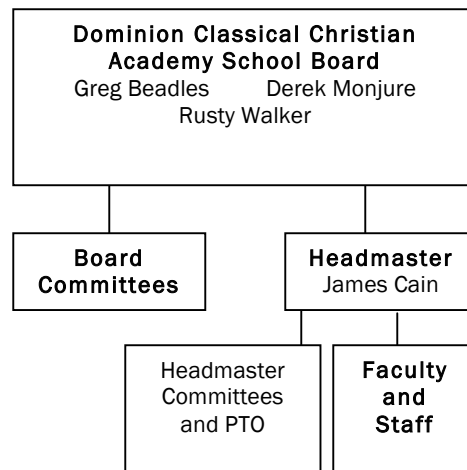 Dominion Classical Christian
Academy School Board
Greg Beadles Derek Monjure
Rusty Walker
Board
Committees
Headmaster
James Cain
Headmaster
Committees
and PTO
Faculty
and
Staff